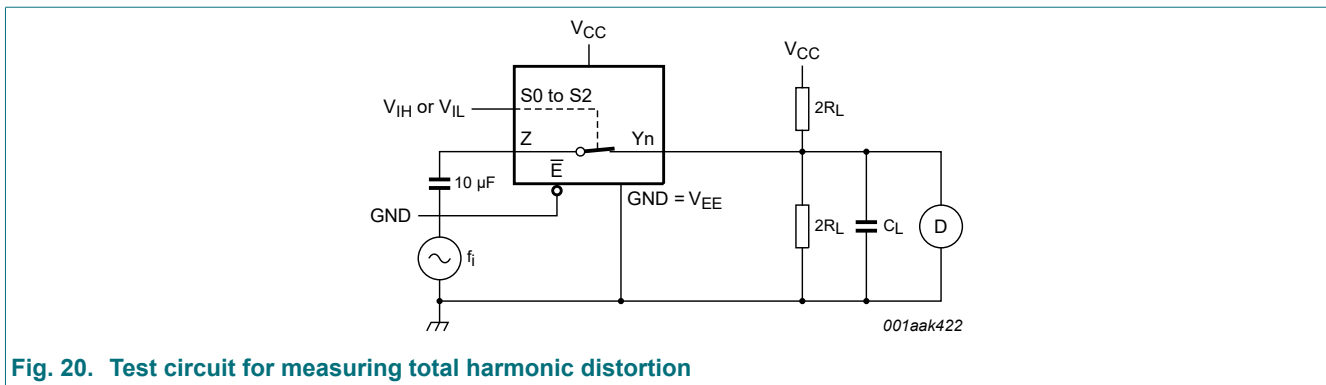 VCC
VCC
S0 to S2
2RL
VIH or VIL
Z
Yn
E
10 µF
GND = VEE
GND
2RL
CL
D
fi
001aak422
Fig. 20. Test circuit for measuring total harmonic distortion